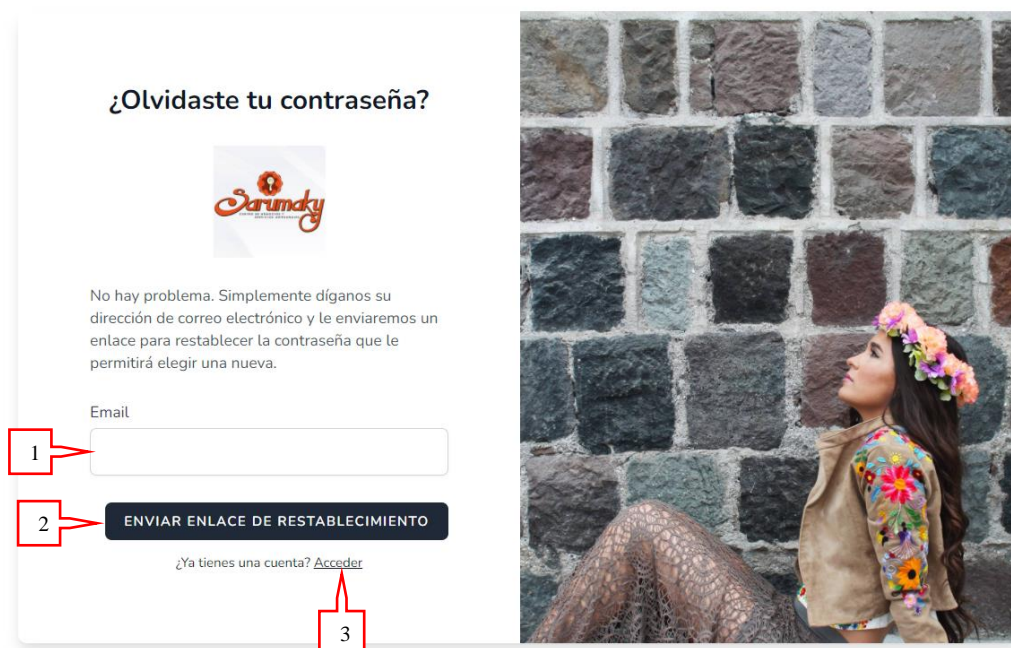 ¿Olvidaste tu contraseña?
Sarumaky
No hay problema. Simplemente díganos su
dirección de correo electrónico y le enviaremos un
enlace para restablecer la contraseña que le
permitirá elegir una nueva.
Email
1
2
ENVIAR ENLACE DE RESTABLECIMIENTO
¿Ya tienes una cuenta? Acceder
3